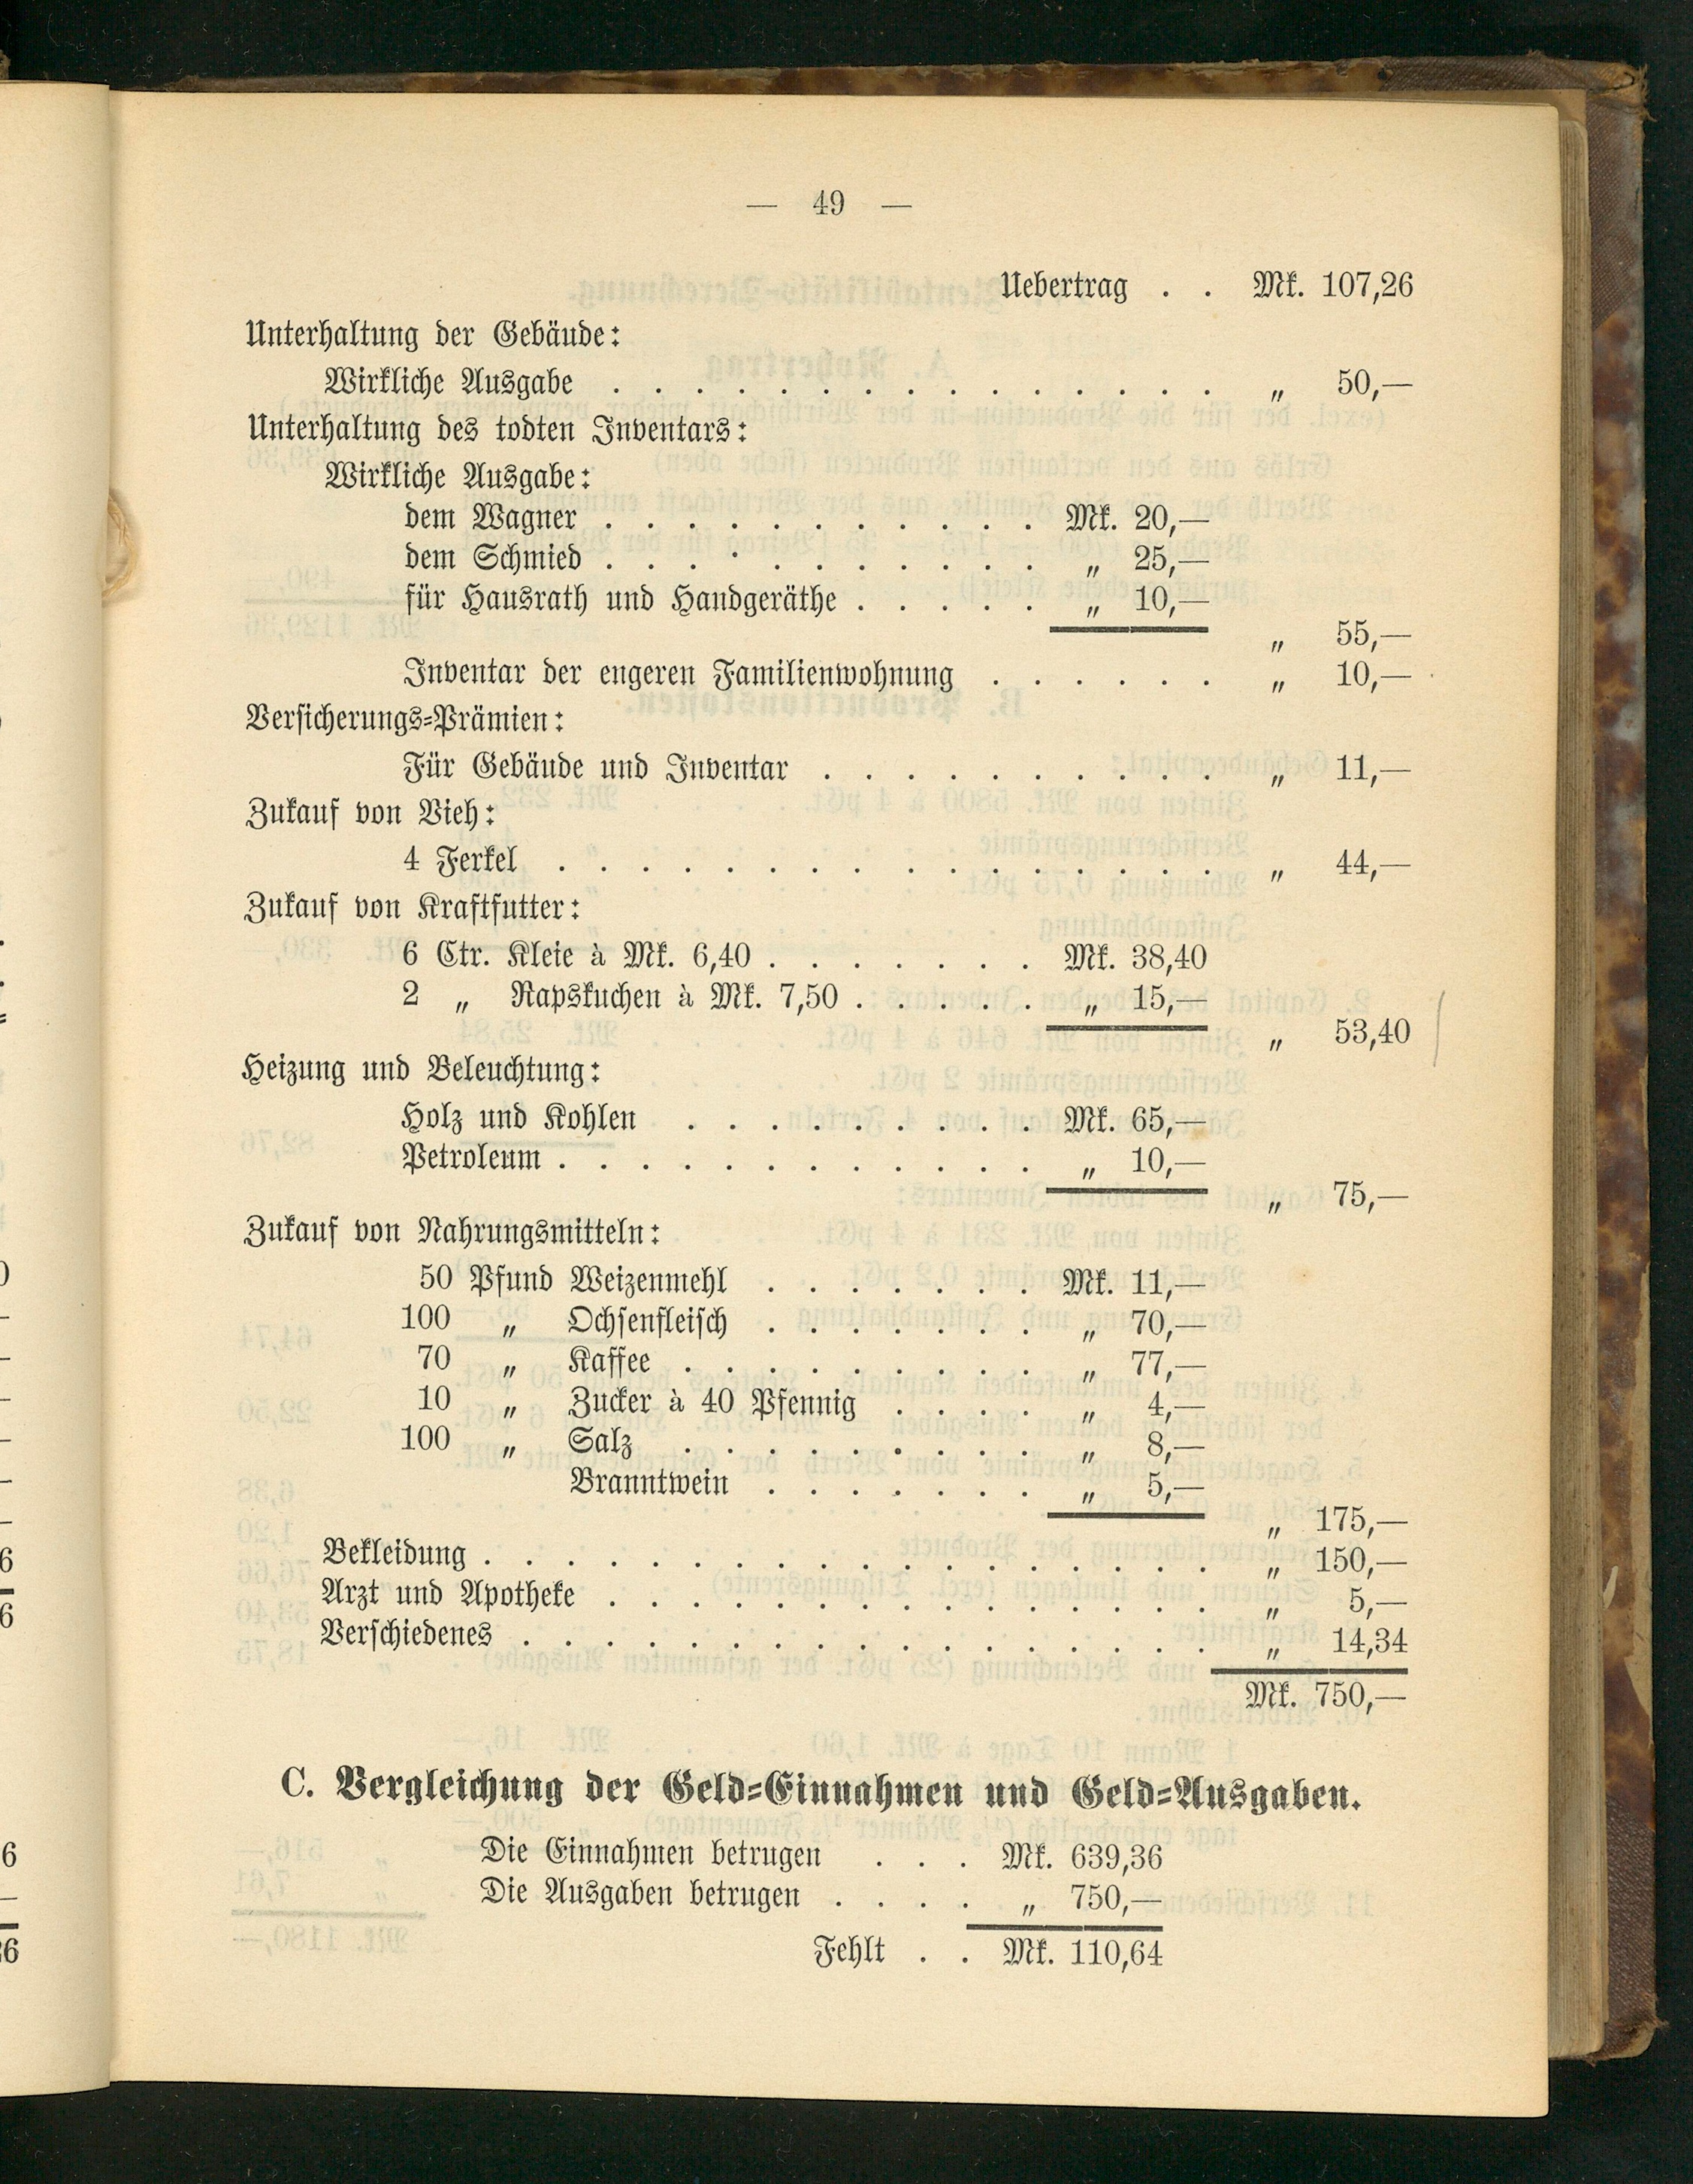 — 49 —
Uebertrag . . Mk. 107,26
Unterhaltung der Gebäude:
Wirkliche Ausgabe . . . . . . . . . . . . . . . „ 50,—
Unterhaltung des todten Inventars:
Wirkliche Ausgabe:
dem Wagner . . . . . . . . . . . Mk. 20,—
dem Schmied . . . . . . . . . . . „ 25,—
für Hausrath und Handgeräthe . . . . . „ 10,—
„ 55,—
Inventar der engeren Familienwohnung . . . . . . „ 10,—
Versicherungs-Prämien:
Für Gebäude und Inventar . . . . . . . . . . „ 11,—
Zukauf von Vieh:
4 Ferkel . . . . . . . . . . . . . . . . „ 44,—
Zukauf von Kraftfutter:
6 Ctr. Kleie à Mk. 6,40 . . . . . . . Mk. 38,40
2 „ Rapskuchen à Mk. 7,50 . . . . . „ 15,—
„ 53,40
Heizung und Beleuchtung:
Holz und Kohlen . . . . . . . . . Mk. 65,—
Petroleum . . . . . . . . . . . . „ 10,—
„ 75,—
Zukauf von Nahrungsmitteln:
50 Pfund Weizenmehl . . . . . . . Mk. 11,—
100 „ Ochsenfleisch . . . . . . . „ 70,—
70 „ Kaffee . . . . . . . . . „ 77,—
10 „ Zucker à 40 Pfennig . . . . „ 4,—
100 „ Salz . . . . . . . . . „ 8,—
Branntwein . . . . . . . „ 5,—
„ 175,—
Bekleidung . . . . . . . . . . . . . . . . . . „ 150,—
Arzt und Apotheke . . . . . . . . . . . . . . . „ 5,—
Verschiedenes . . . . . . . . . . . . . . . . . „ 14,34
Mk. 750,—
C. Vergleichung der Geld-Einnahmen und Geld-Ausgaben.
Die Einnahmen betrugen . . . Mk. 639,36
Die Ausgaben betrugen . . . . „ 750,—
Fehlt . . Mk. 110,64